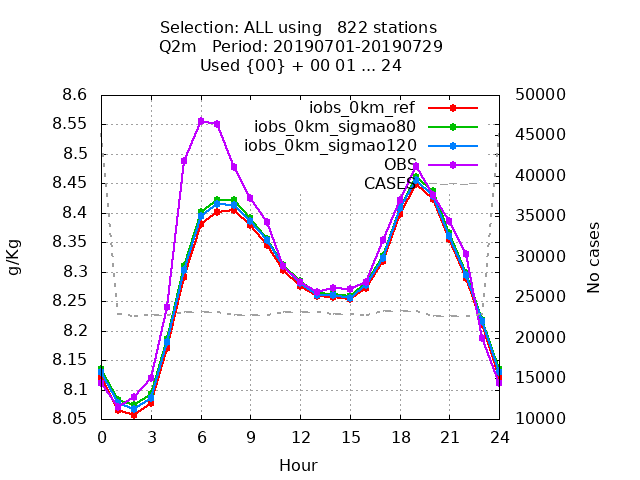 Selection: ALL using   822 stations
Q2m   Period: 20190701-20190729
Used {00} + 00 01 ... 24
iobs_0km_ref
iobs_0km_sigmao80
iobs_0km_sigmao120
OBS
CASES
8.6
8.55
8.5
8.45
8.4
8.35
8.3
8.25
8.2
8.15
8.1
8.05
g/Kg
50000
45000
40000
35000
30000
25000
20000
15000
10000
No cases
0 3 6 9 12 15 18 21 24
Hour